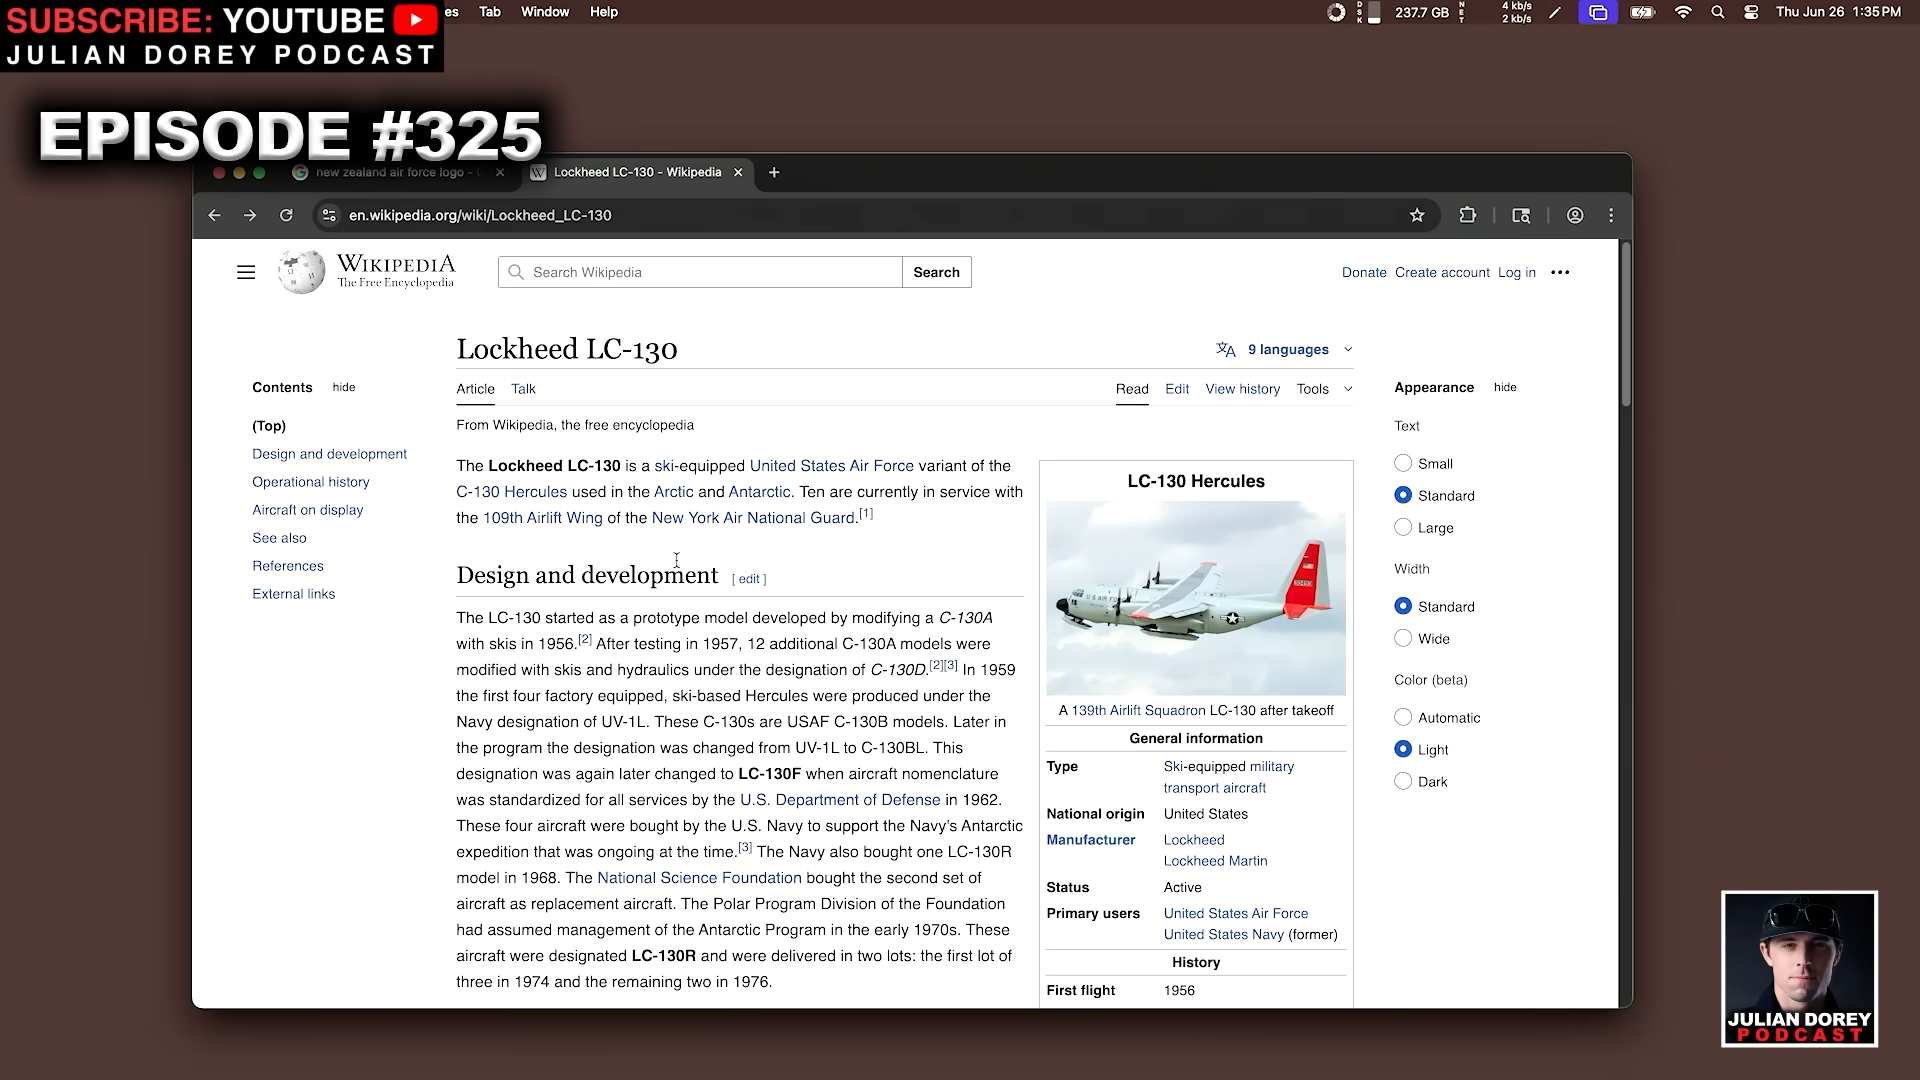 SUBSCRIBE: YOUTUBE
JULIAN DOREY PODCAST
es Tab Window Help
237.7 GB 4 kb/s
2 kb/s
Thu Jun 26 1:35 PM
EPISODE #325
new zealand air force logo -
Lockheed LC-130 - Wikipedia
en.wikipedia.org/wiki/Lockheed_LC-130
WIKIPEDIA
The Free Encyclopedia
Search Wikipedia
Search
Donate Create account Log in
Lockheed LC-130
9 languages
Contents hide
(Top)
Design and development
Operational history
Aircraft on display
See also
References
External links
Article Talk
Read Edit View history Tools
From Wikipedia, the free encyclopedia
The Lockheed LC-130 is a ski-equipped United States Air Force variant of the
C-130 Hercules used in the Arctic and Antarctic. Ten are currently in service with
the 109th Airlift Wing of the New York Air National Guard.[1]
Design and development [ edit ]
The LC-130 started as a prototype model developed by modifying a C-130A
with skis in 1956.[2] After testing in 1957, 12 additional C-130A models were
modified with skis and hydraulics under the designation of C-130D.[2][3] In 1959
the first four factory equipped, ski-based Hercules were produced under the
Navy designation of UV-1L. These C-130s are USAF C-130B models. Later in
the program the designation was changed from UV-1L to C-130BL. This
designation was again later changed to LC-130F when aircraft nomenclature
was standardized for all services by the U.S. Department of Defense in 1962.
These four aircraft were bought by the U.S. Navy to support the Navy's Antarctic
expedition that was ongoing at the time.[3] The Navy also bought one LC-130R
model in 1968. The National Science Foundation bought the second set of
aircraft as replacement aircraft. The Polar Program Division of the Foundation
had assumed management of the Antarctic Program in the early 1970s. These
aircraft were designated LC-130R and were delivered in two lots: the first lot of
three in 1974 and the remaining two in 1976.
LC-130 Hercules
A 139th Airlift Squadron LC-130 after takeoff
General information
Type Ski-equipped military
transport aircraft
National origin United States
Manufacturer Lockheed
Lockheed Martin
Status Active
Primary users United States Air Force
United States Navy (former)
History
First flight 1956
Appearance hide
Text
Small
Standard
Large
Width
Standard
Wide
Color (beta)
Automatic
Light
Dark
JULIAN DOREY
PODCAST